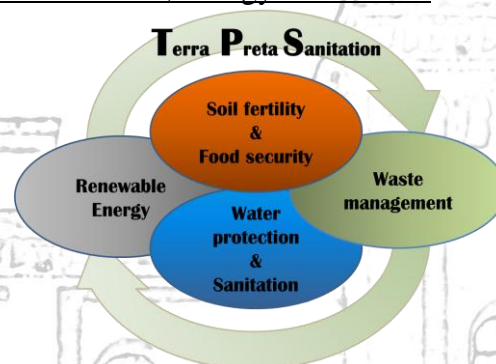 Terra Preta Sanitation
Soil fertility
&
Food security
Renewable
Energy
Waste
management
Water
protection
&
Sanitation